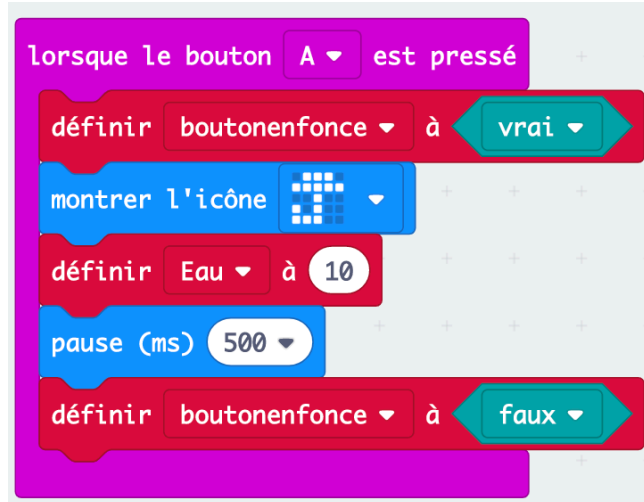 lorsque le bouton A est pressé
définir boutonenfonce à vrai
montrer l'icône
définir Eau à 10
pause (ms) 500
définir boutonenfonce à faux